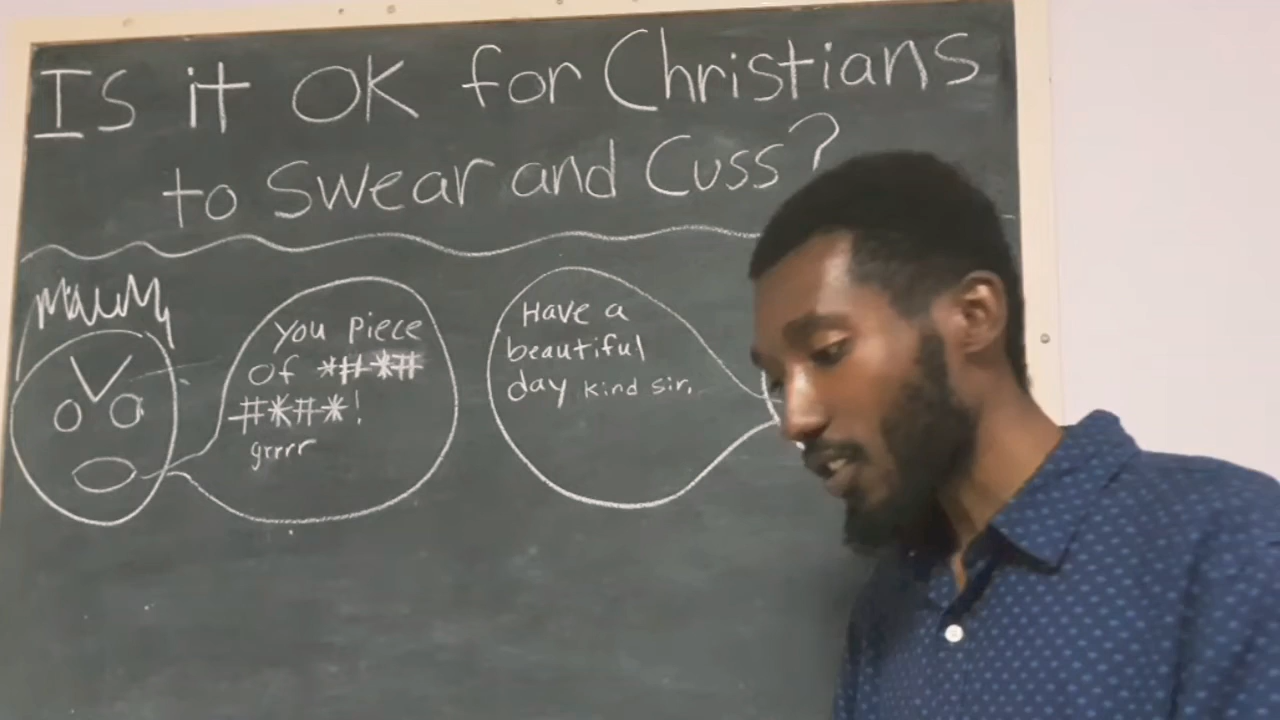 Is it OK for Christians
to Swear and Cuss?
you Piece
of *#*#
#*#*!
grrrr
Have a
beautiful
day kind sir.